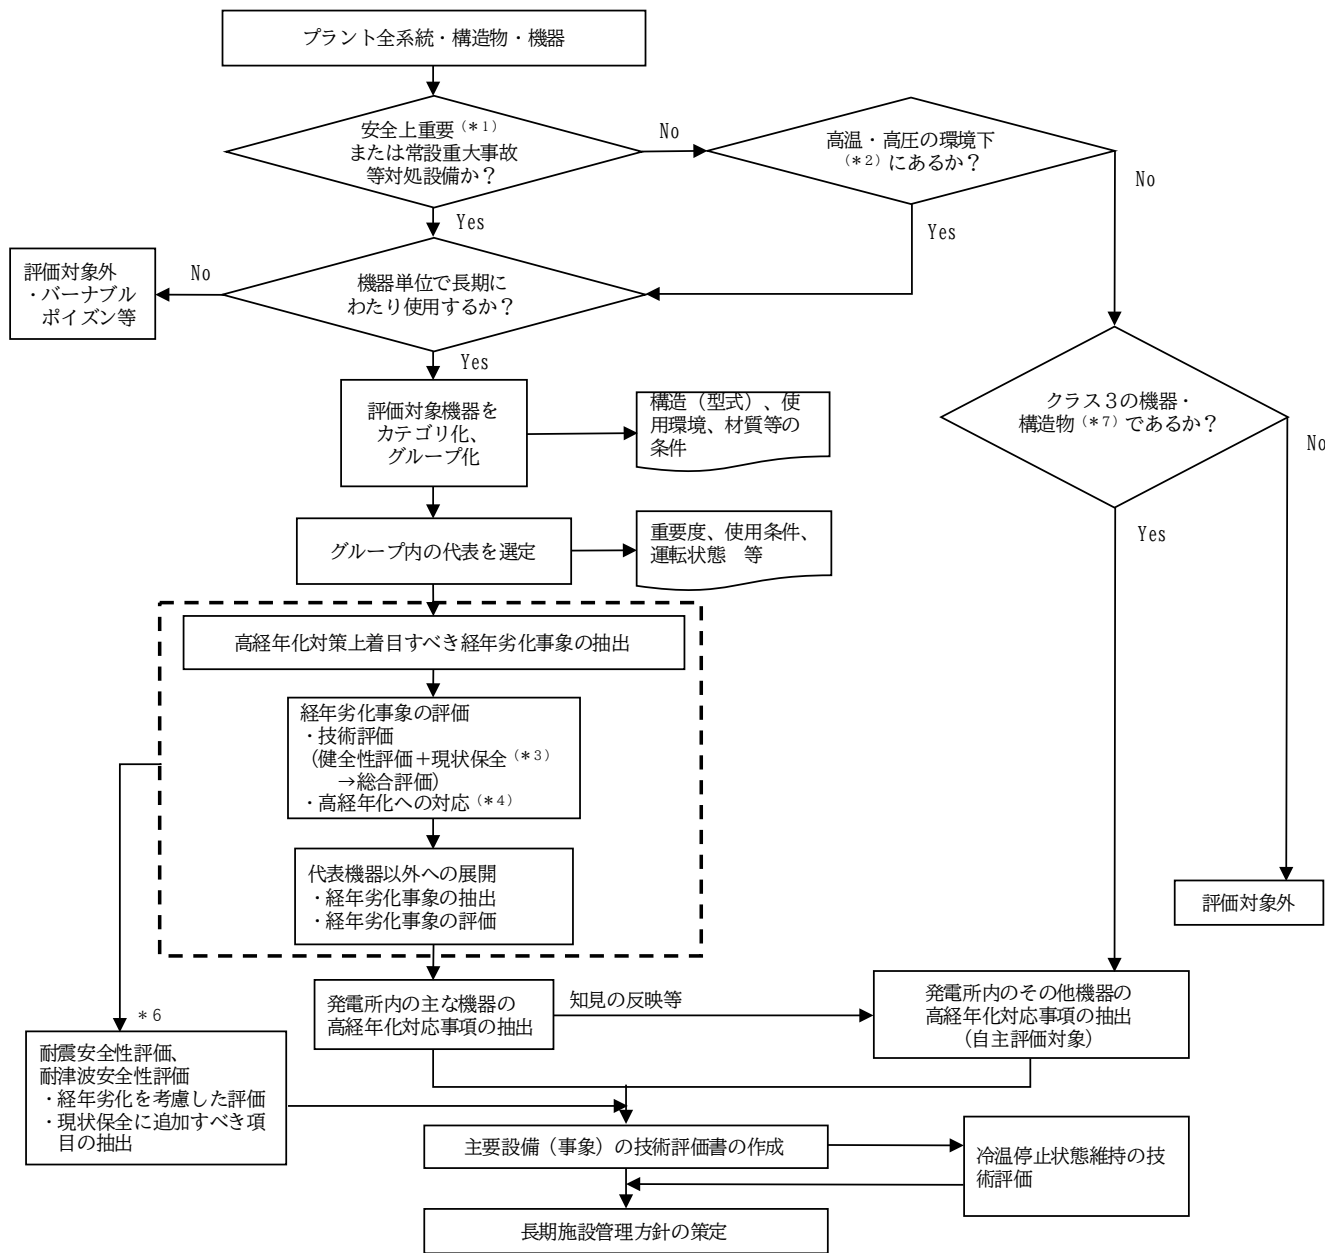 プラント全系統・構造物・機器
安全上重要(*1)
または常設重大事故
等対処設備か?
No
高温・高圧の環境下
(*2)にあるか?
No
Yes
Yes
評価対象外
・バーナブル
ポイズン等
No
機器単位で長期に
わたり使用するか?
Yes
評価対象機器を
カテゴリ化、
グループ化
構造(型式)、使
用環境、材質等の
条件
クラス3の機器・
構造物(*7)であるか?
No
Yes
グループ内の代表を選定
重要度、使用条件、
運転状態 等
高経年化対策上着目すべき経年劣化事象の抽出
経年劣化事象の評価
・技術評価
(健全性評価+現状保全(*3)
→総合評価)
・高経年化への対応(*4)
代表機器以外への展開
・経年劣化事象の抽出
・経年劣化事象の評価
評価対象外
発電所内の主な機器の
高経年化対応事項の抽出
知見の反映等
発電所内のその他機器の
高経年化対応事項の抽出
(自主評価対象)
*6
耐震安全性評価、
耐津波安全性評価
・経年劣化を考慮した評価
・現状保全に追加すべき項
目の抽出
主要設備(事象)の技術評価書の作成
冷温停止状態維持の技
術評価
長期施設管理方針の策定